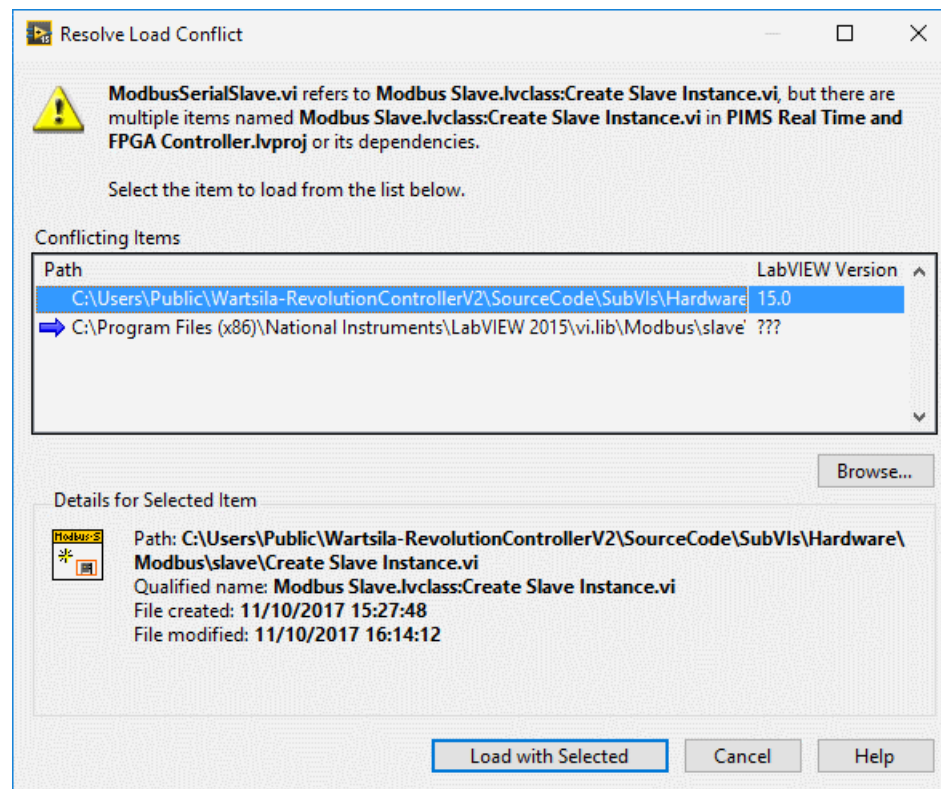 Resolve Load Conflict
ModbusSerialSlave.vi refers to Modbus Slave.lvclass:Create Slave Instance.vi, but there are
multiple items named Modbus Slave.lvclass:Create Slave Instance.vi in PIMS Real Time and
FPGA Controller.lvproj or its dependencies.
Select the item to load from the list below.
Conflicting Items
Path LabVIEW Version
C:\Users\Public\Wartsila-RevolutionControllerV2\SourceCode\SubVIs\Hardware 15.0
C:\Program Files (x86)\National Instruments\LabVIEW 2015\vi.lib\Modbus\slave ???
Browse...
Details for Selected Item
Modbus-S
Path: C:\Users\Public\Wartsila-RevolutionControllerV2\SourceCode\SubVIs\Hardware\
Modbus\slave\Create Slave Instance.vi
Qualified name: Modbus Slave.lvclass:Create Slave Instance.vi
File created: 11/10/2017 15:27:48
File modified: 11/10/2017 16:14:12
Load with Selected Cancel Help